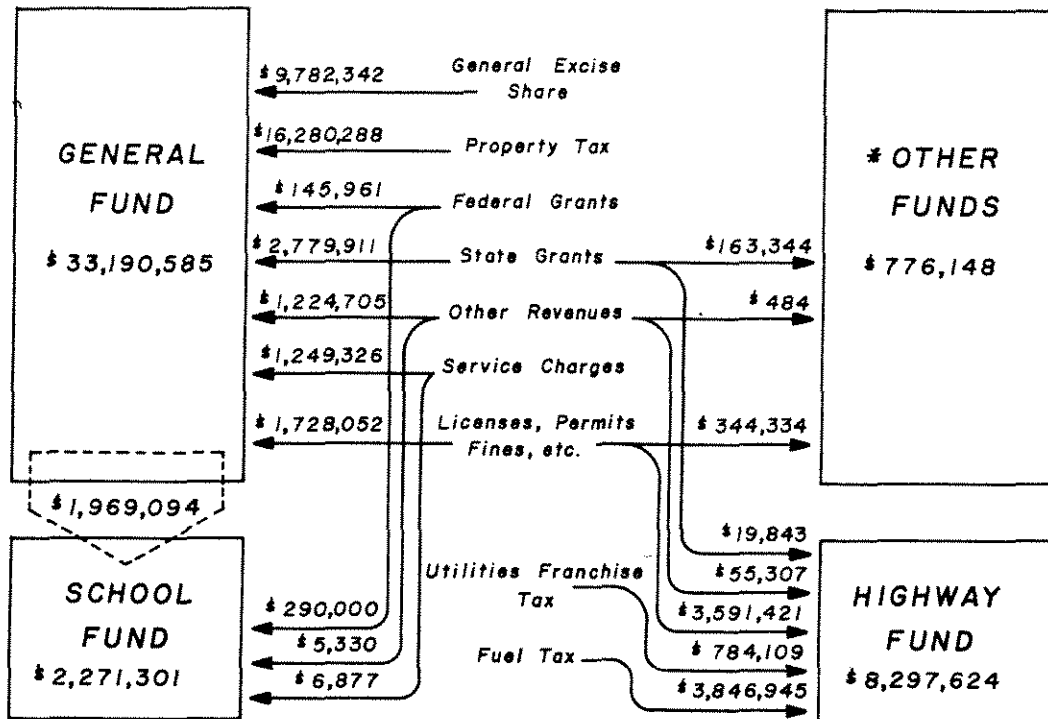 GENERAL
FUND
$33,190,585
$9,782,342
General Excise
Share
$16,280,288
Property Tax
$145,961
Federal Grants
$2,779,911
State Grants
$163,344
$1,224,705
Other Revenues
$484
$1,249,326
Service Charges
$1,728,052
Licenses, Permits
Fines, etc.
$344,334
* OTHER
FUNDS
$776,148
$1,969,094
SCHOOL
FUND
$2,271,301
$290,000
$5,330
$6,877
Utilities Franchise
Tax
Fuel Tax
$19,843
$55,307
$3,591,421
$784,109
$3,846,945
HIGHWAY
FUND
$8,297,624